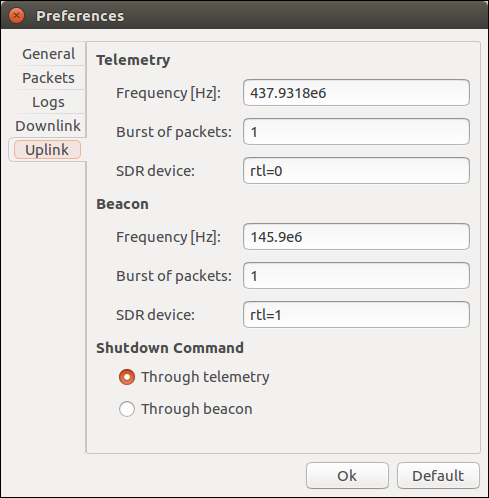 Preferences
General
Packets
Logs
Downlink
Uplink
Telemetry
Frequency [Hz]: 437.9318e6
Burst of packets: 1
SDR device: rtl=0
Beacon
Frequency [Hz]: 145.9e6
Burst of packets: 1
SDR device: rtl=1
Shutdown Command
Through telemetry
Through beacon
Ok Default